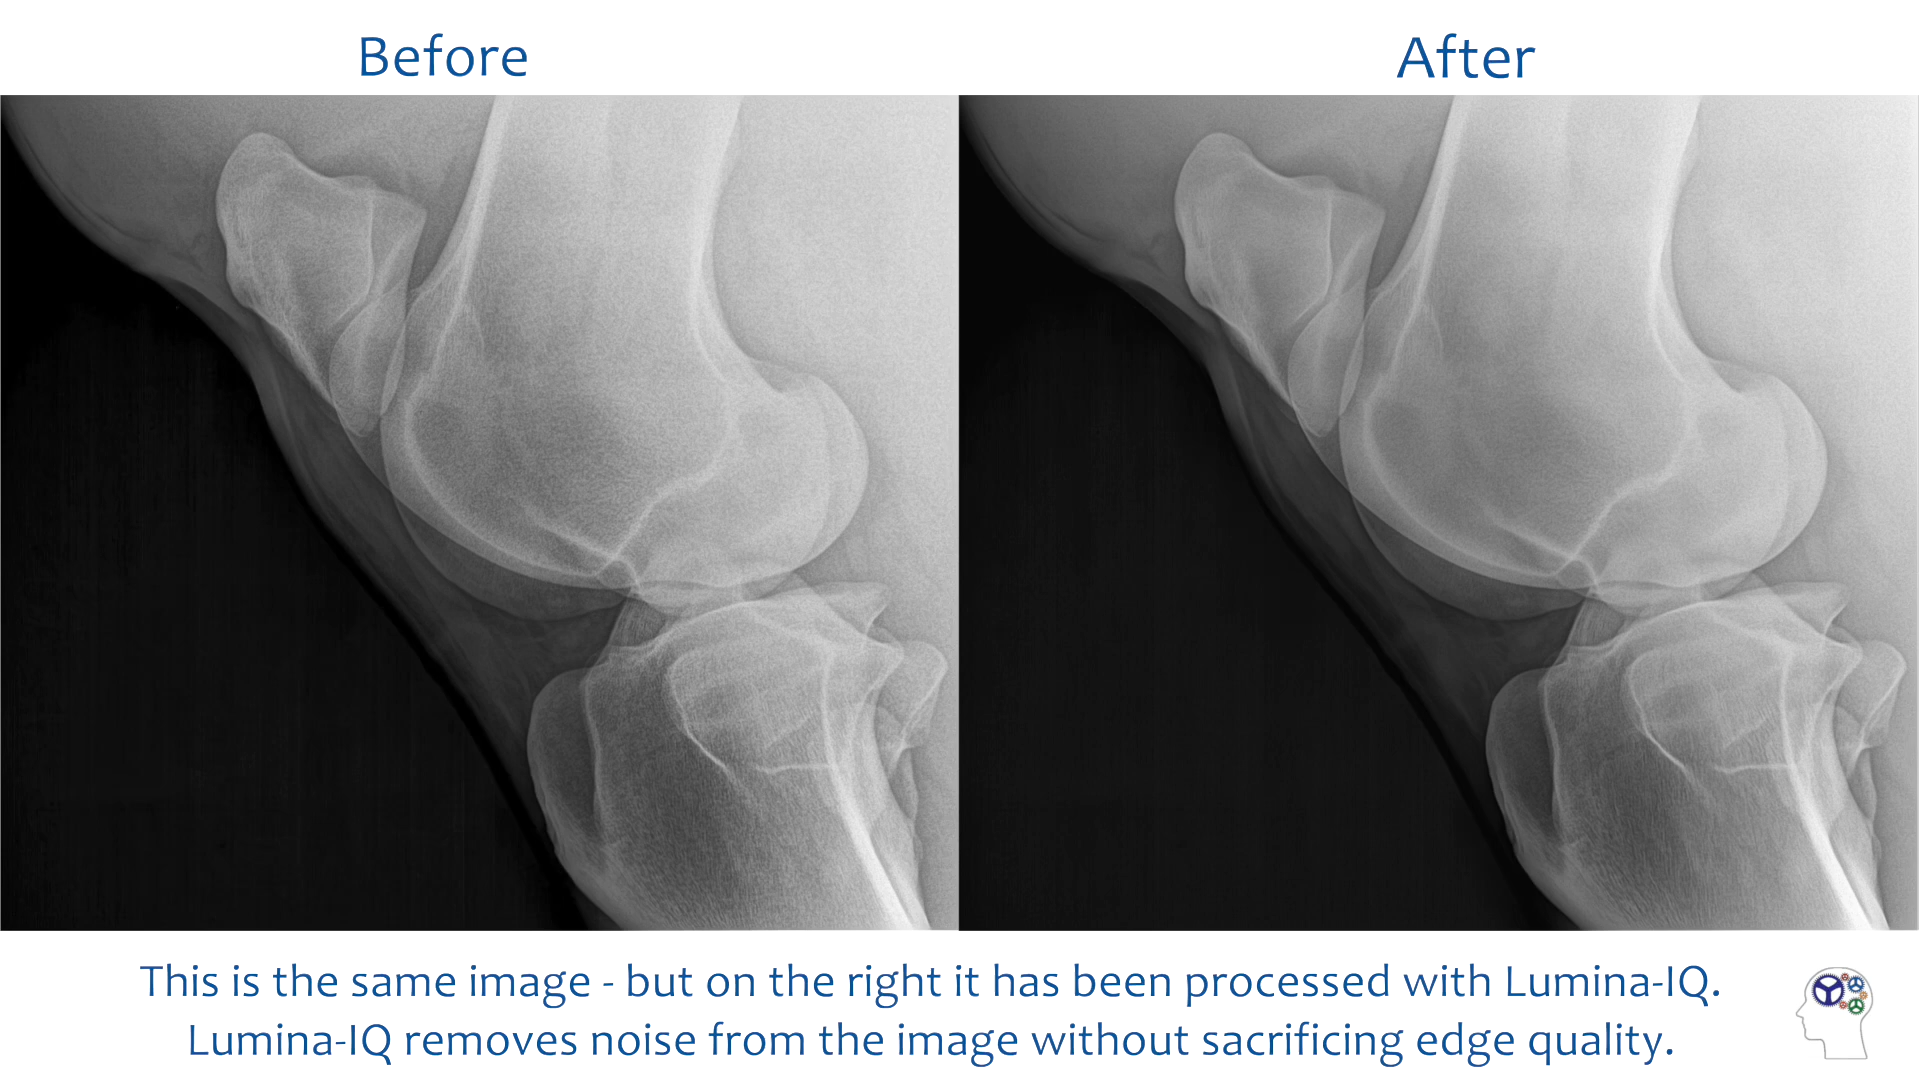 Before
After
This is the same image - but on the right it has been processed with Lumina-IQ.
Lumina-IQ removes noise from the image without sacrificing edge quality.